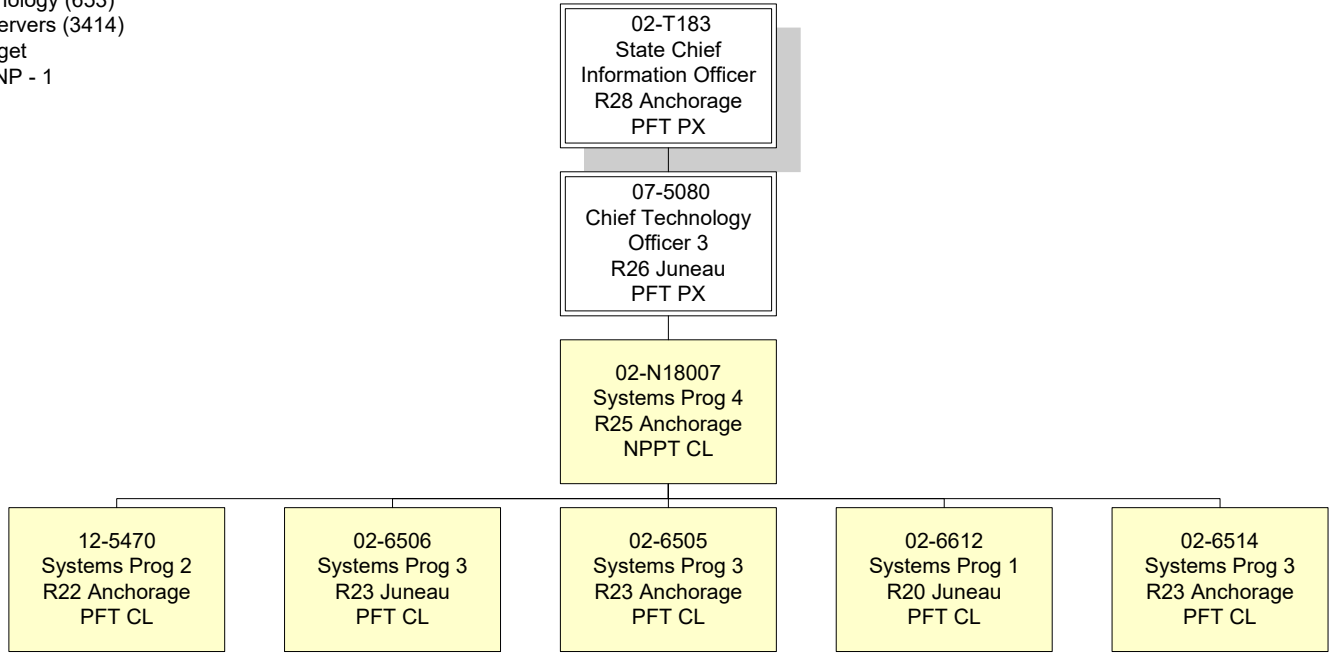 (653)
ervers (3414)
get
NP - 1
02-T183
State Chief
Information Officer
R28 Anchorage
PFT PX
07-5080
Chief Technology
Officer 3
R26 Juneau
PFT PX
02-N18007
Systems Prog 4
R25 Anchorage
NPPT CL
12-5470
Systems Prog 2
R22 Anchorage
PFT CL
02-6506
Systems Prog 3
R23 Juneau
PFT CL
02-6505
Systems Prog 3
R23 Anchorage
PFT CL
02-6612
Systems Prog 1
R20 Juneau
PFT CL
02-6514
Systems Prog 3
R23 Anchorage
PFT CL